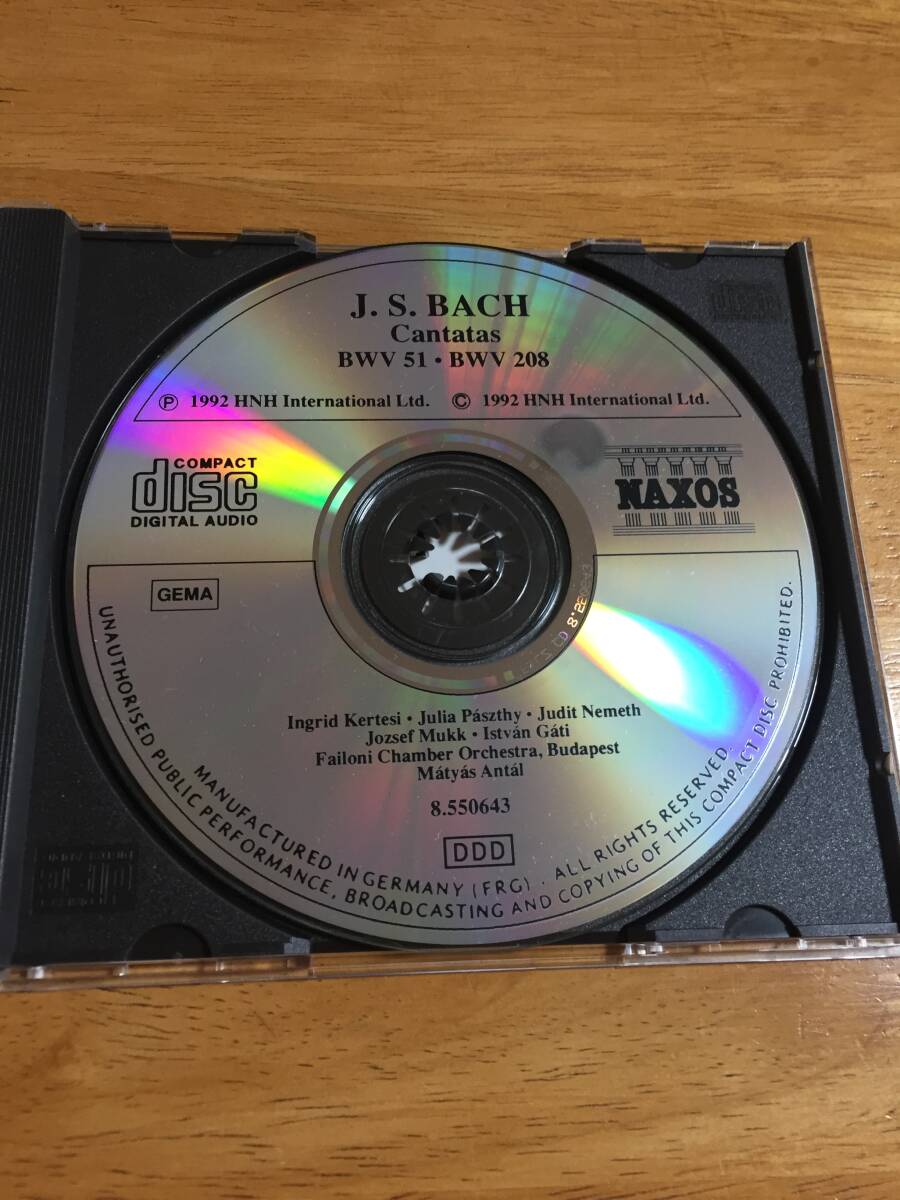 J. S. BACH
Cantatas
BWV 51 · BWV 208
Ⓟ 1992 HNH International Ltd. © 1992 HNH International Ltd.
COMPACT
disc
DIGITAL AUDIO
NAXOS
GEMA
Ingrid Kertesi · Julia Pászthy · Judit Nemeth
Jozsef Mukk · István Gáti
Failoni Chamber Orchestra, Budapest
Mátyás Antál
8.550643
DDD
MANUFACTURED IN GERMANY (FRG) . ALL RIGHTS RESERVED.
UNAUTHORISED PUBLIC PERFORMANCE, BROADCASTING AND COPYING OF THIS COMPACT DISC PROHIBITED.